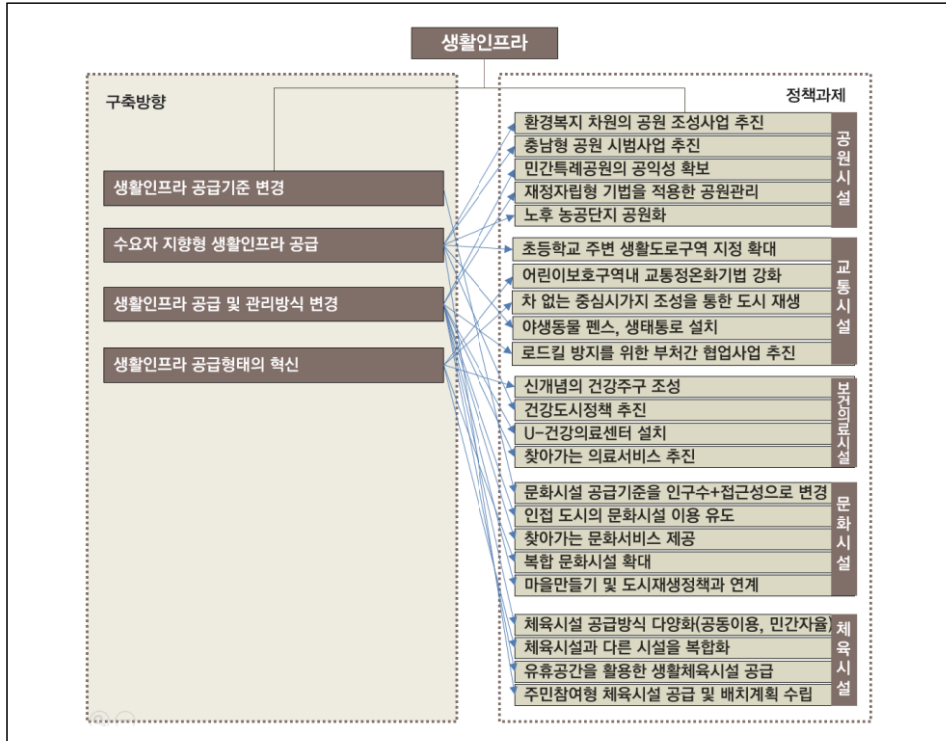 생활인프라
구축방향
생활인프라 공급기준 변경
수요자 지향형 생활인프라 공급
생활인프라 공급 및 관리방식 변경
생활인프라 공급형태의 혁신
정책과제
환경복지 차원의 공원 조성사업 추진
충남형 공원 시범사업 추진
민간특례공원의 공익성 확보
재정자립형 기법을 적용한 공원관리
노후 농공단지 공원화
공원시설
초등학교 주변 생활도로구역 지정 확대
어린이보호구역내 교통정온화기법 강화
차 없는 중심시가지 조성을 통한 도시 재생
야생동물 펜스, 생태통로 설치
로드킬 방지를 위한 부처간 협업사업 추진
교통시설
신개념의 건강주구 조성
건강도시정책 추진
U-건강의료센터 설치
찾아가는 의료서비스 추진
보건의료시설
문화시설 공급기준을 인구수+접근성으로 변경
인접 도시의 문화시설 이용 유도
찾아가는 문화서비스 제공
복합 문화시설 확대
마을만들기 및 도시재생정책과 연계
문화시설
체육시설 공급방식 다양화(공동이용, 민간자율)
체육시설과 다른 시설을 복합화
유휴공간을 활용한 생활체육시설 공급
주민참여형 체육시설 공급 및 배치계획 수립
체육시설